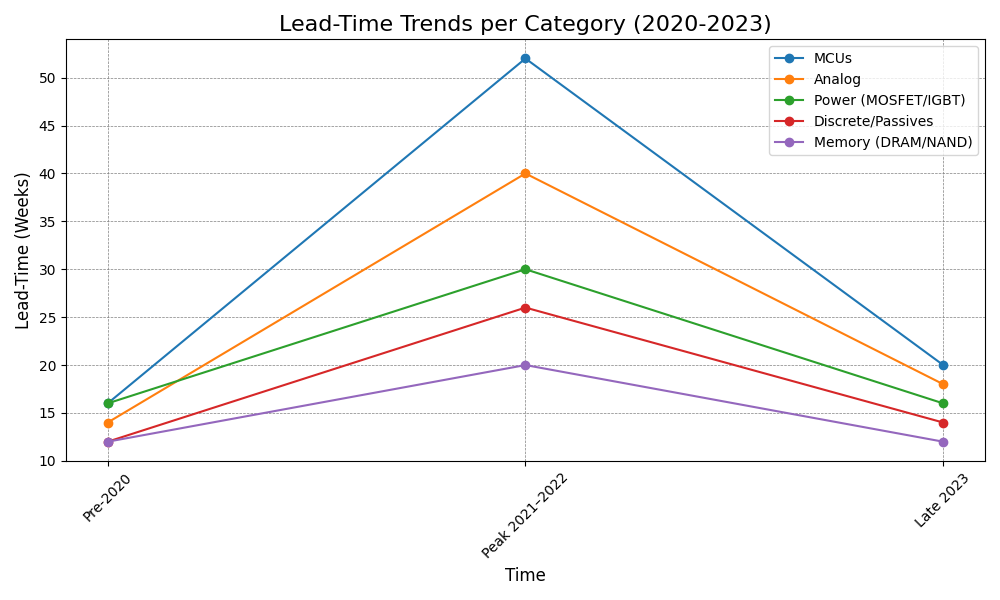 Lead-Time Trends per Category (2020-2023)
MCUs
Analog
Power (MOSFET/IGBT)
Discrete/Passives
Memory (DRAM/NAND)
Lead-Time (Weeks)
50
45
40
35
30
25
20
15
10
Pre-2020
Peak 2021–2022
Late 2023
Time